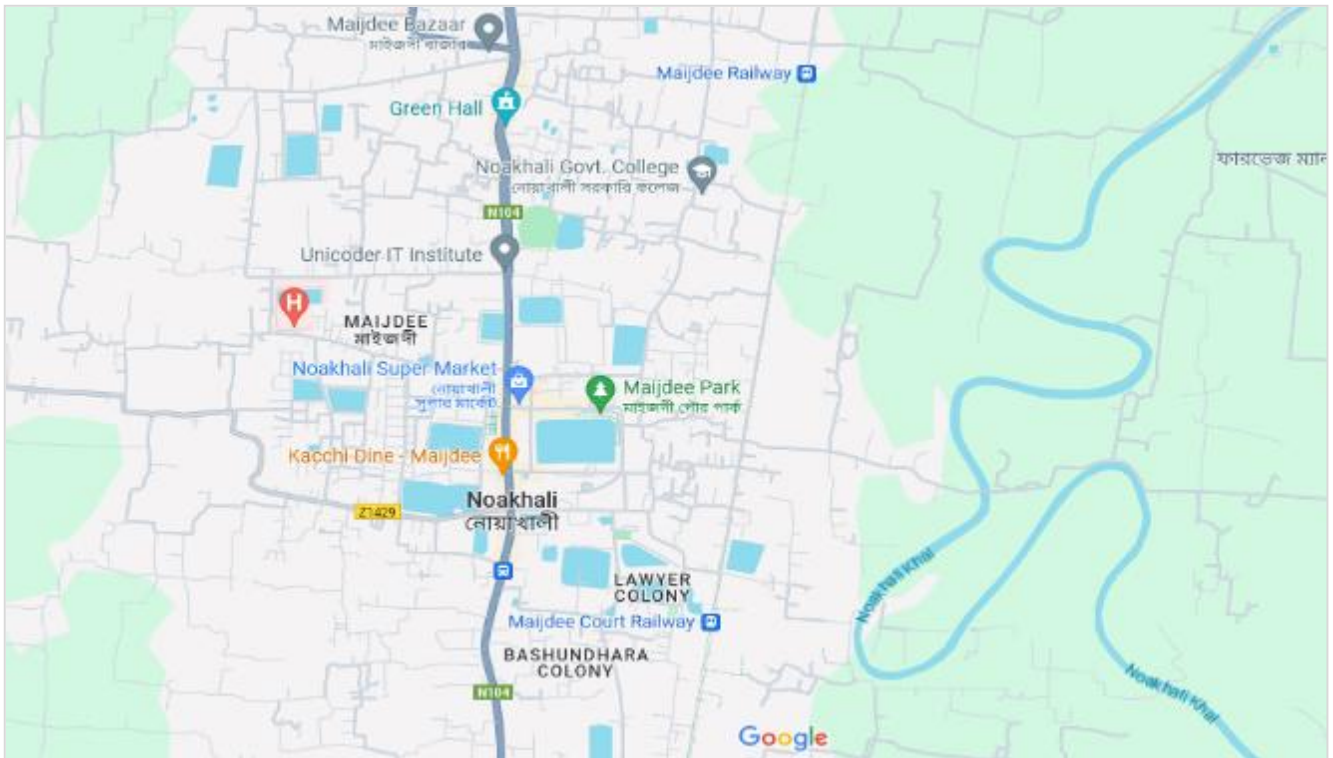 Maijdee Bazaar
মাইজদী বাজার
Maijdee Railway
Green Hall
Noakhali Govt. College
নোয়াখালী সরকারি কলেজ
ফারভেজ ম্যান
N104
Unicoder IT Institute
H
MAIJDEE
মাইজদী
Noakhali Super Market
নোয়াখালী
সুপার মার্কেট
Maijdee Park
মাইজদী পৌর পার্ক
Kacchi Dine - Maijdee
Noakhali
নোয়াখালী
Z1429
Noakhali Khal
LAWYER
COLONY
Maijdee Court Railway
BASHUNDHARA
COLONY
Noakhali Khal
N104
Google